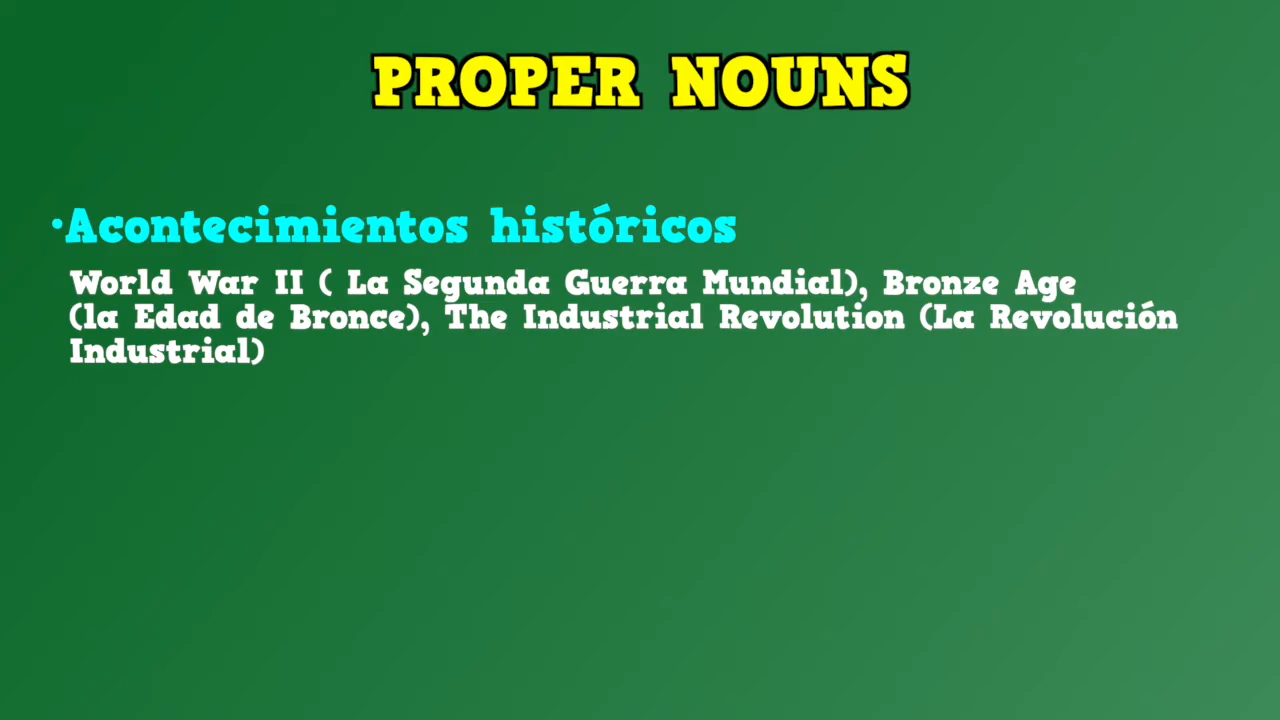 PROPER NOUNS
•Acontecimientos históricos
World War II ( La Segunda Guerra Mundial), Bronze Age
(la Edad de Bronce), The Industrial Revolution (La Revolución
Industrial)